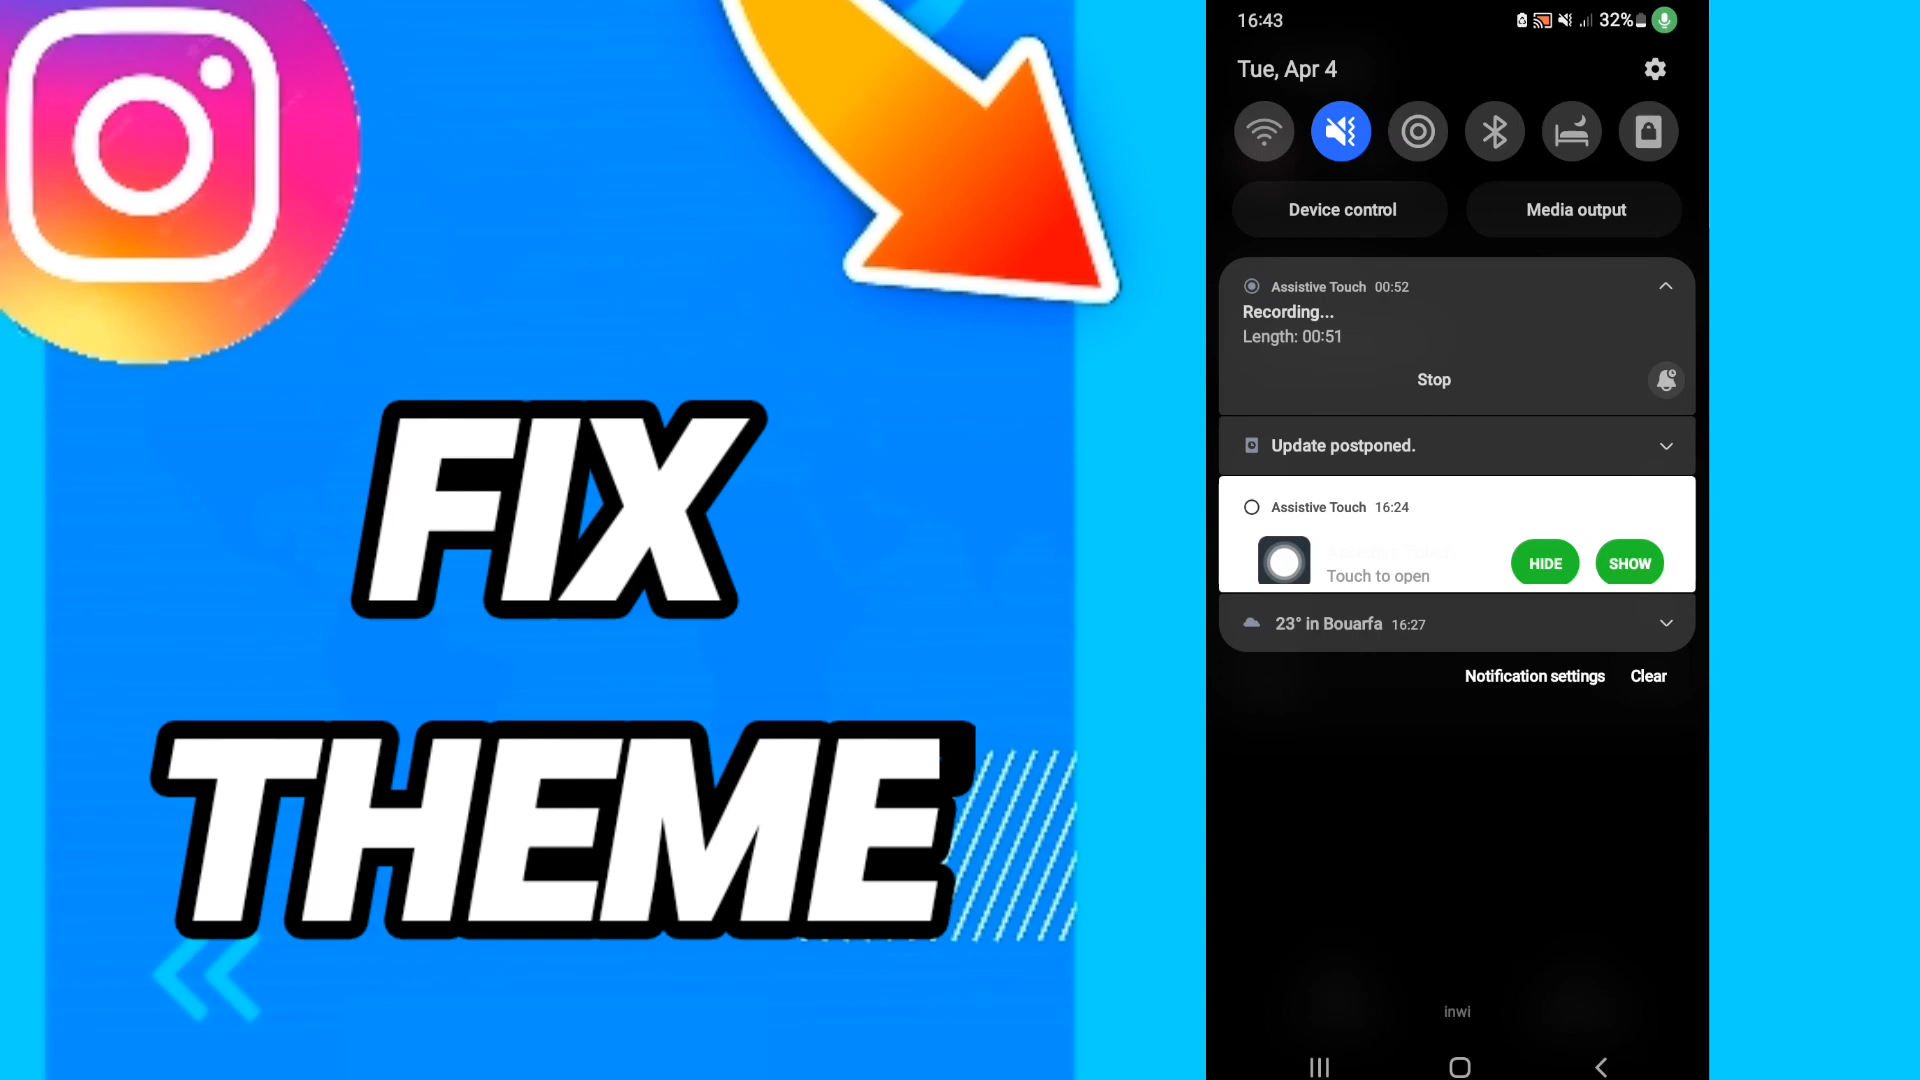 FIX
THEME
16:43
32%
Tue, Apr 4
Device control
Media output
Assistive Touch 00:52
Recording...
Length: 00:51
Stop
Update postponed.
Assistive Touch 16:24
Touch to open
HIDE
SHOW
23° in Bouarfa 16:27
Notification settings
Clear
inwi